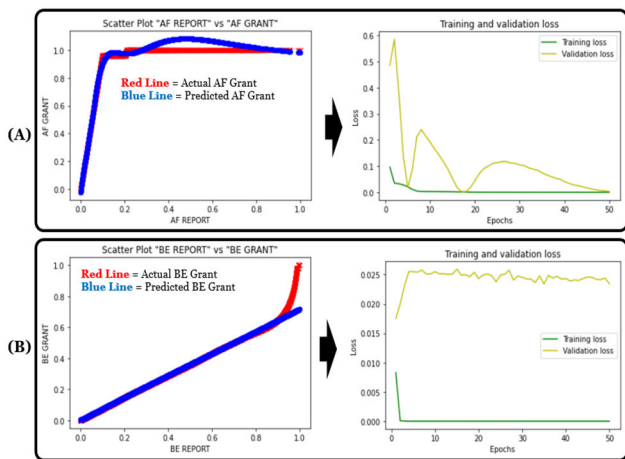 (A)
Scatter Plot "AF REPORT" vs "AF GRANT"
AF GRANT
1.0
0.8
0.6
0.4
0.2
0.0
Red Line = Actual AF Grant
Blue Line = Predicted AF Grant
0.0 0.2 0.4 0.6 0.8 1.0
AF REPORT
Training and validation loss
Loss
0.6
0.5
0.4
0.3
0.2
0.1
0.0
Training loss
Validation loss
0 10 20 30 40 50
Epochs
(B)
Scatter Plot "BE REPORT" vs "BE GRANT"
BE GRANT
1.0
0.8
0.6
0.4
0.2
0.0
Red Line = Actual BE Grant
Blue Line = Predicted BE Grant
0.0 0.2 0.4 0.6 0.8 1.0
BE REPORT
Training and validation loss
Loss
0.025
0.020
0.015
0.010
0.005
0.000
Training loss
Validation loss
0 10 20 30 40 50
Epochs